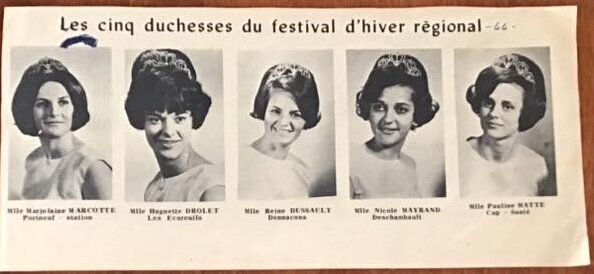 Les cinq duchesses du festival d'hiver régional -66-
Mlle Marjolaine MARCOTTE
Portneuf - Station
Mlle Huguette DROLET
Les Ecureuils
Mlle Reine DUSSAULT
Donnacona
Mlle Nicole MAYRAND
Deschambault
Mlle Pauline MATTE
Cap - Santé